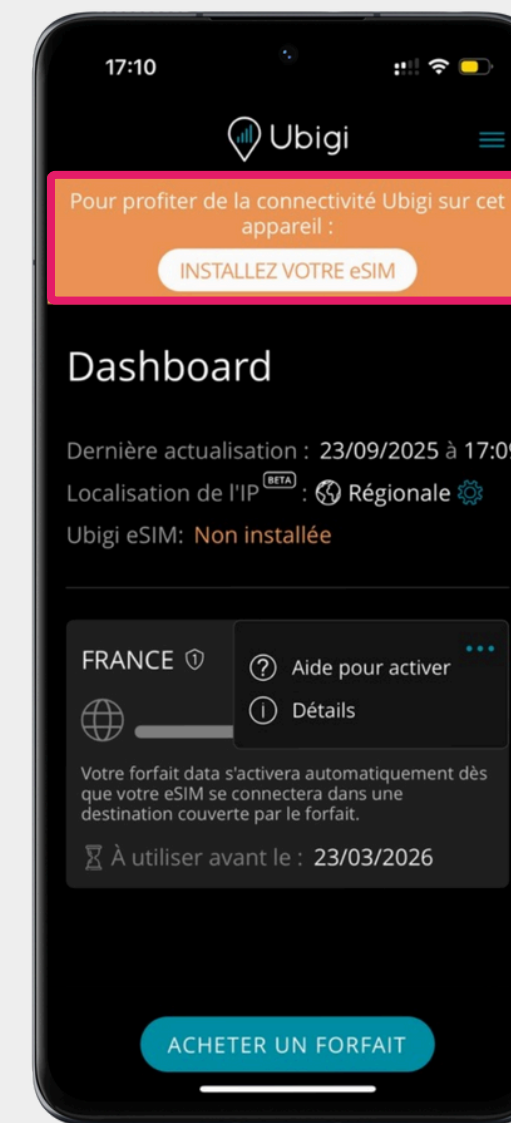 17:10
Ubigi
Pour profiter de la connectivité Ubigi sur cet
appareil :
INSTALLEZ VOTRE eSIM
Dashboard
Dernière actualisation : 23/09/2025 à 17:09
Localisation de l'IP BETA : Régionale
Ubigi eSIM: Non installée
FRANCE 1
? Aide pour activer
i Détails
Votre forfait data s'activera automatiquement dès
que votre eSIM se connectera dans une
destination couverte par le forfait.
À utiliser avant le : 23/03/2026
ACHETER UN FORFAIT